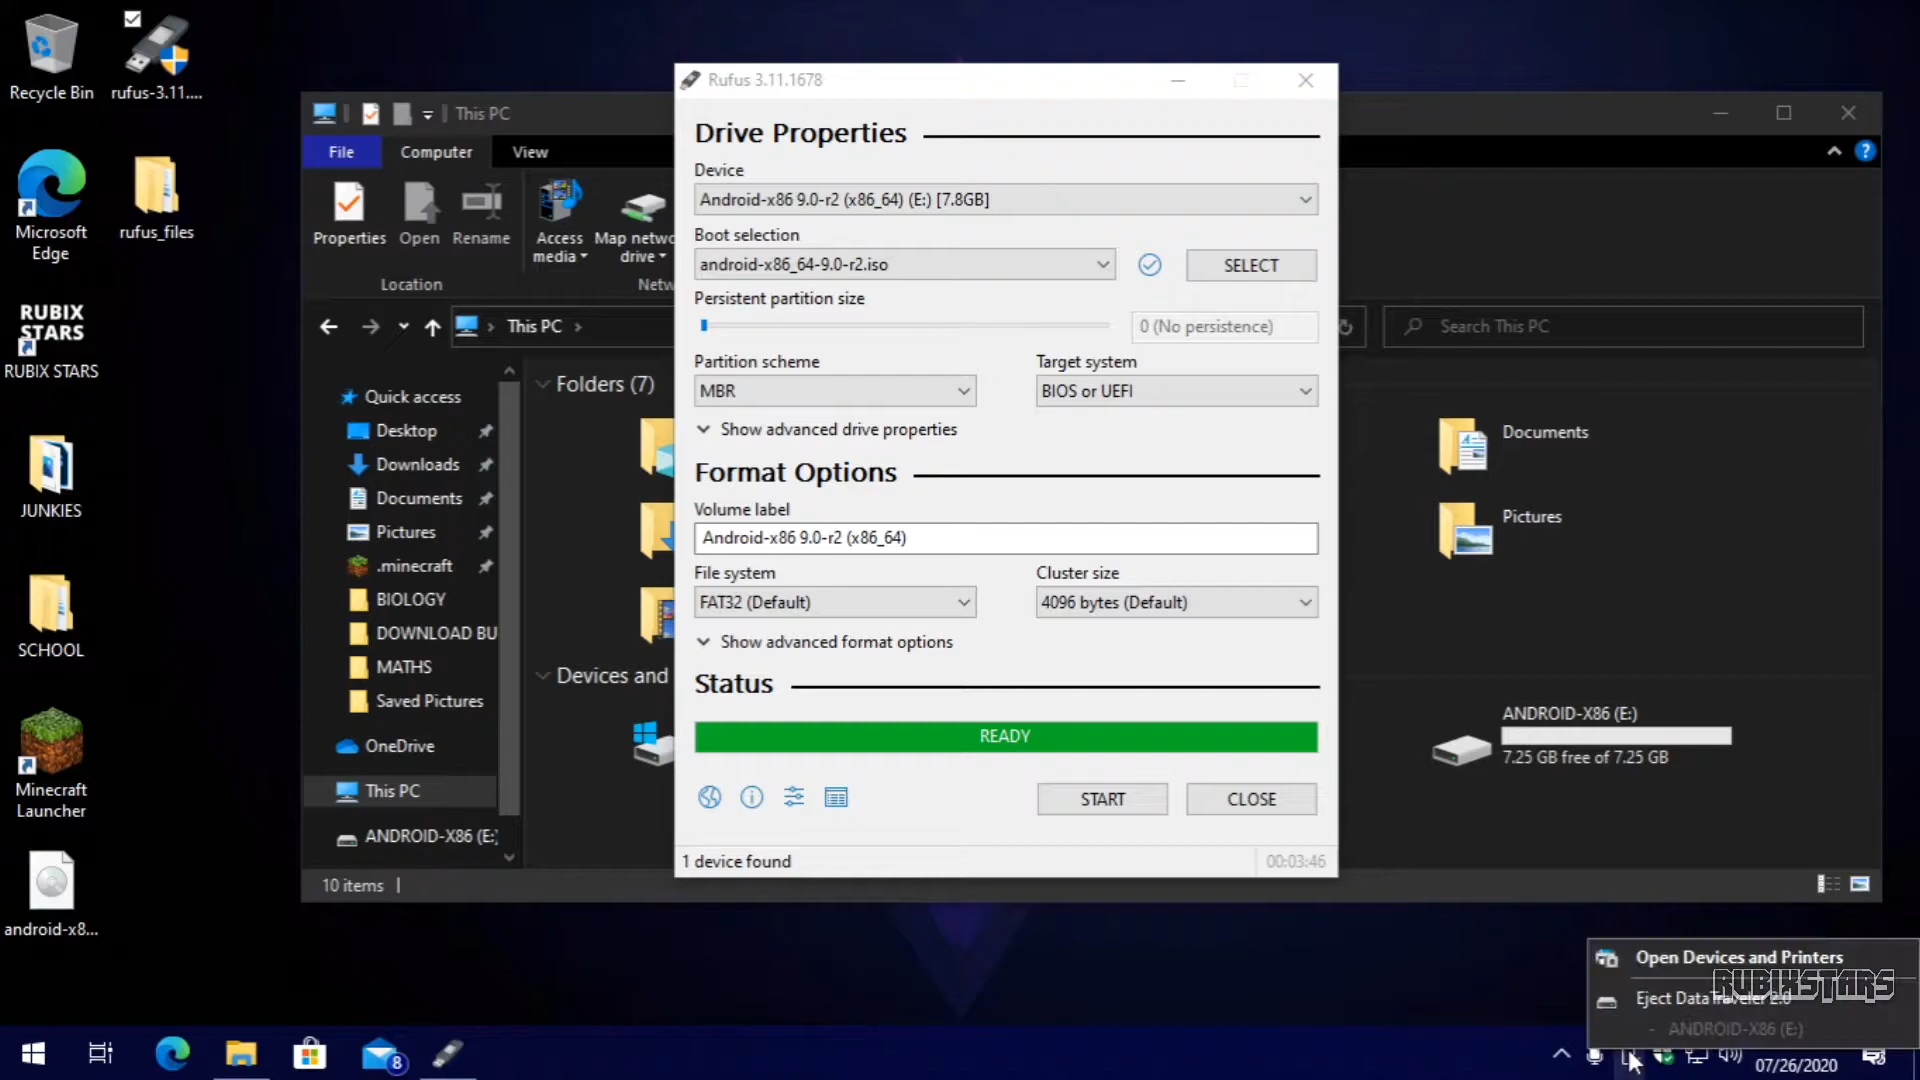 Recycle Bin
rufus-3.11....
Microsoft
Edge
rufus_files
RUBIX
STARS
RUBIX STARS
JUNKIES
SCHOOL
Minecraft
Launcher
android-x8...
This PC
File
Computer
View
Properties
Open
Rename
Access
media
Map netwo
drive
Location
Netw
This PC
Search This PC
Quick access
Desktop
Downloads
Documents
Pictures
.minecraft
BIOLOGY
DOWNLOAD BU
MATHS
Saved Pictures
OneDrive
This PC
ANDROID-X86 (E:)
10 items
Folders (7)
Devices and
Documents
Pictures
ANDROID-X86 (E:)
7.25 GB free of 7.25 GB
Rufus 3.11.1678
Drive Properties
Device
Android-x86 9.0-r2 (x86_64) (E:) [7.8GB]
Boot selection
android-x86_64-9.0-r2.iso
SELECT
Persistent partition size
0 (No persistence)
Partition scheme
Target system
MBR
BIOS or UEFI
Show advanced drive properties
Format Options
Volume label
Android-x86 9.0-r2 (x86_64)
File system
Cluster size
FAT32 (Default)
4096 bytes (Default)
Show advanced format options
Status
READY
START
CLOSE
1 device found
00:03:46
Open Devices and Printers
RUBIXSTARS
Eject DataTraveler 2.0
- ANDROID-X86 (E:)
8
07/26/2020